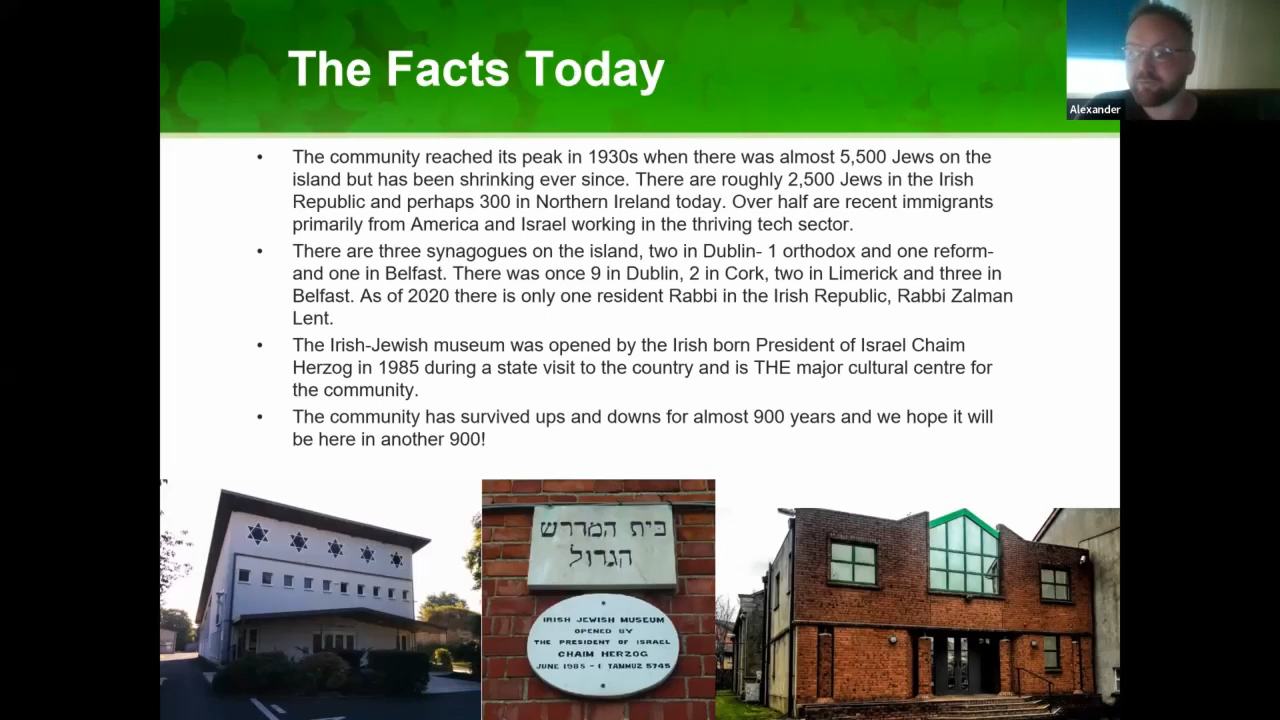 The Facts Today
Alexander
• The community reached its peak in 1930s when there was almost 5,500 Jews on the
island but has been shrinking ever since. There are roughly 2,500 Jews in the Irish
Republic and perhaps 300 in Northern Ireland today. Over half are recent immigrants
primarily from America and Israel working in the thriving tech sector.
• There are three synagogues on the island, two in Dublin- 1 orthodox and one reform-
and one in Belfast. There was once 9 in Dublin, 2 in Cork, two in Limerick and three in
Belfast. As of 2020 there is only one resident Rabbi in the Irish Republic, Rabbi Zalman
Lent.
• The Irish-Jewish museum was opened by the Irish born President of Israel Chaim
Herzog in 1985 during a state visit to the country and is THE major cultural centre for
the community.
• The community has survived ups and downs for almost 900 years and we hope it will
be here in another 900!
בית המדרש
הגדול
IRISH JEWISH MUSEUM
OPENED BY
THE PRESIDENT OF ISRAEL
CHAIM HERZOG
JUNE 1985 - 1 TAMMUZ 5745